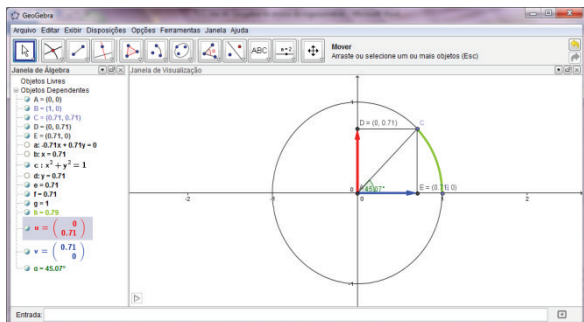 GeoGebra
Arquivo Editar Exibir Disposições Opções Ferramentas Janela Ajuda
ABC
a=2
Mover
Arraste ou selecione um ou mais objetos (Esc)
Janela de Álgebra
Janela de Visualização
Objetos Livres
Objetos Dependentes
A = (0, 0)
B = (1, 0)
C = (0.71, 0.71)
D = (0, 0.71)
E = (0.71, 0)
a: -0.71x + 0.71y = 0
b: x = 0.71
c : x² + y² = 1
d: y = 0.71
e = 0.71
f = 0.71
g = 1
h = 0.79
u = ( 0
0.71 )
v = ( 0.71
0 )
α = 45.07°
1
D = (0, 0.71)
C
A
45.07°
E = (0.71, 0)
0
-2
-1
0
1
2
-1
Entrada: